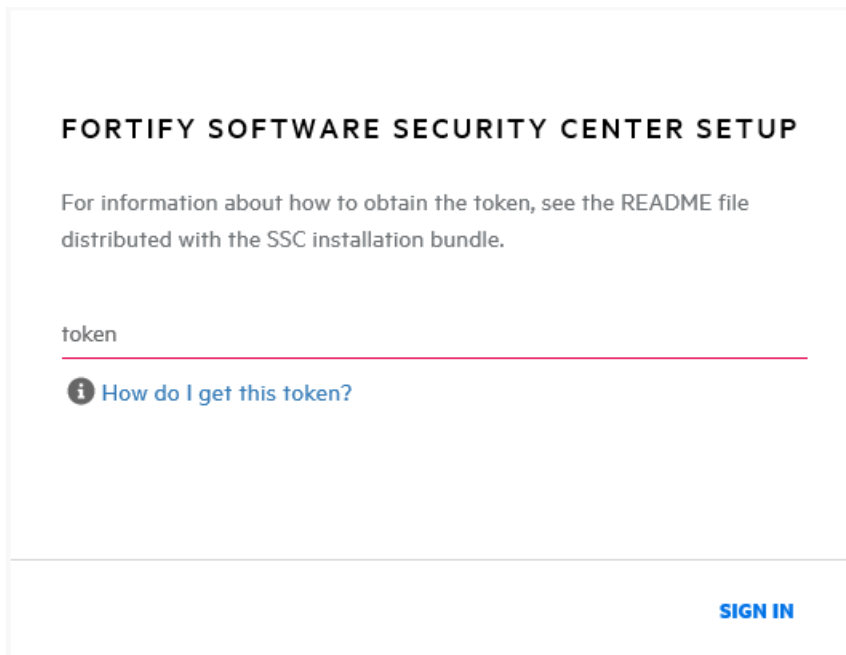 FORTIFY SOFTWARE SECURITY CENTER SETUP
For information about how to obtain the token, see the README file
distributed with the SSC installation bundle.
token
How do I get this token?
SIGN IN